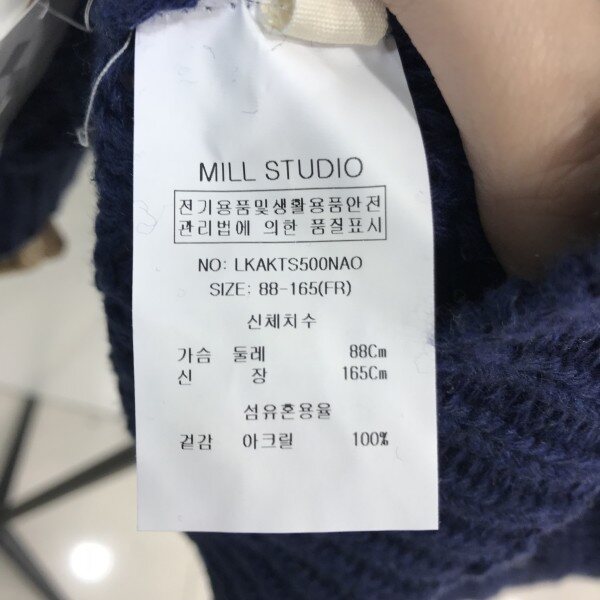 MILL STUDIO
전기용품및생활용품안전
관리법에 의한 품질표시
NO: LKAKTS500NAO
SIZE: 88-165(FR)
신체치수
가슴 둘레 88Cm
신 장 165Cm
섬유혼용율
겉감 아크릴 100%